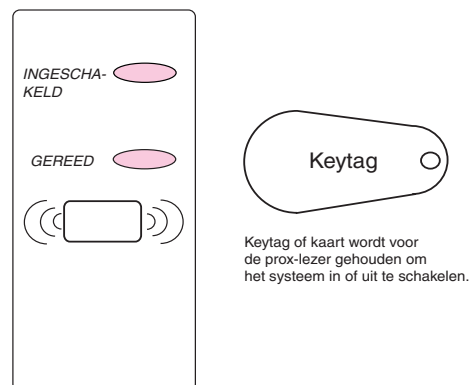 INGESCHA-
KELD
GEREED
Keytag
Keytag of kaart wordt voor
de prox-lezer gehouden om
het systeem in of uit te schakelen.